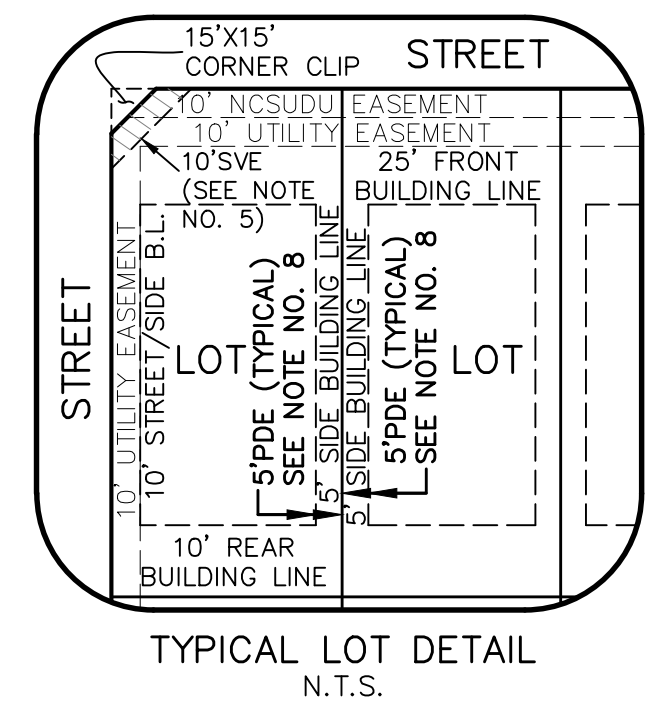 15'X15'
CORNER CLIP
STREET
10' NCSUDU EASEMENT
10' UTILITY EASEMENT
10'SVE
(SEE NOTE
NO. 5)
25' FRONT
BUILDING LINE
STREET
10' UTILITY EASEMENT
10' STREET/SIDE B.L.
LOT
5'PDE (TYPICAL)
SEE NOTE NO. 8
5' SIDE BUILDING LINE
5' SIDE BUILDING LINE
5'PDE (TYPICAL)
SEE NOTE NO. 8
LOT
10' REAR
BUILDING LINE
TYPICAL LOT DETAIL
N.T.S.